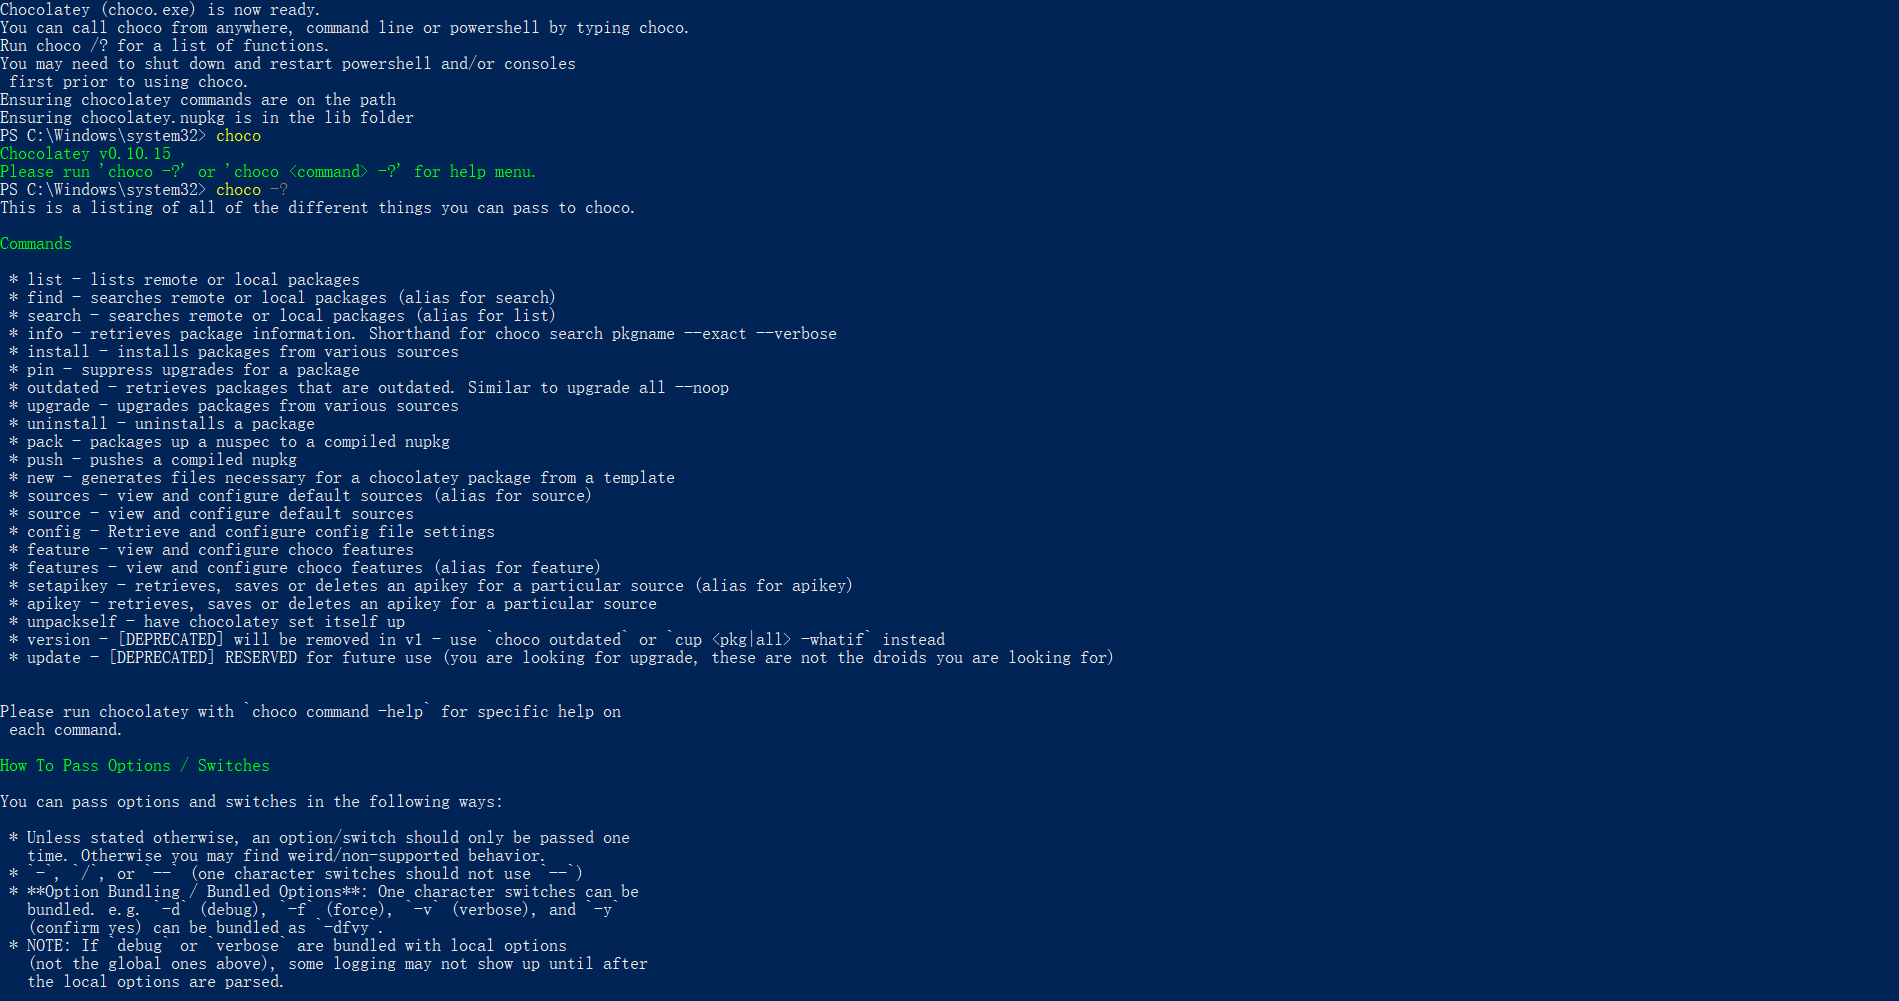 Chocolatey (choco.exe) is now ready.
You can call choco from anywhere, command line or powershell by typing choco.
Run choco /? for a list of functions.
You may need to shut down and restart powershell and/or consoles
 first prior to using choco.
Ensuring chocolatey commands are on the path
Ensuring chocolatey.nupkg is in the lib folder
PS C:\Windows\system32> choco
Chocolatey v0.10.15
Please run 'choco -?' or 'choco <command> -?' for help menu.
PS C:\Windows\system32> choco -?
This is a listing of all of the different things you can pass to choco.

Commands

 * list - lists remote or local packages
 * find - searches remote or local packages (alias for search)
 * search - searches remote or local packages (alias for list)
 * info - retrieves package information. Shorthand for choco search pkgname --exact --verbose
 * install - installs packages from various sources
 * pin - suppress upgrades for a package
 * outdated - retrieves packages that are outdated. Similar to upgrade all --noop
 * upgrade - upgrades packages from various sources
 * uninstall - uninstalls a package
 * pack - packages up a nuspec to a compiled nupkg
 * push - pushes a compiled nupkg
 * new - generates files necessary for a chocolatey package from a template
 * sources - view and configure default sources (alias for source)
 * source - view and configure default sources
 * config - Retrieve and configure config file settings
 * feature - view and configure choco features
 * features - view and configure choco features (alias for feature)
 * setapikey - retrieves, saves or deletes an apikey for a particular source (alias for apikey)
 * apikey - retrieves, saves or deletes an apikey for a particular source
 * unpackself - have chocolatey set itself up
 * version - [DEPRECATED] will be removed in v1 - use `choco outdated` or `cup <pkg|all> -whatif` instead
 * update - [DEPRECATED] RESERVED for future use (you are looking for upgrade, these are not the droids you are looking for)

Please run chocolatey with `choco command -help` for specific help on
 each command.

How To Pass Options / Switches

You can pass options and switches in the following ways:

 * Unless stated otherwise, an option/switch should only be passed one
   time. Otherwise you may find weird/non-supported behavior.
 * `-`, `/`, or `--` (one character switches should not use `--`)
 * **Option Bundling / Bundled Options**: One character switches can be
   bundled. e.g. `-d` (debug), `-f` (force), `-v` (verbose), and `-y`
   (confirm yes) can be bundled as `-dfvy`.
 * NOTE: If `debug` or `verbose` are bundled with local options
   (not the global ones above), some logging may not show up until after
   the local options are parsed.